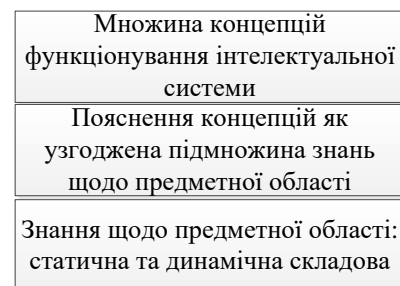 Множина концепцій
функціонування інтелектуальної
системи
Пояснення концепцій як
узгоджена підмножина знань
щодо предметної області
Знання щодо предметної області:
статична та динамічна складова